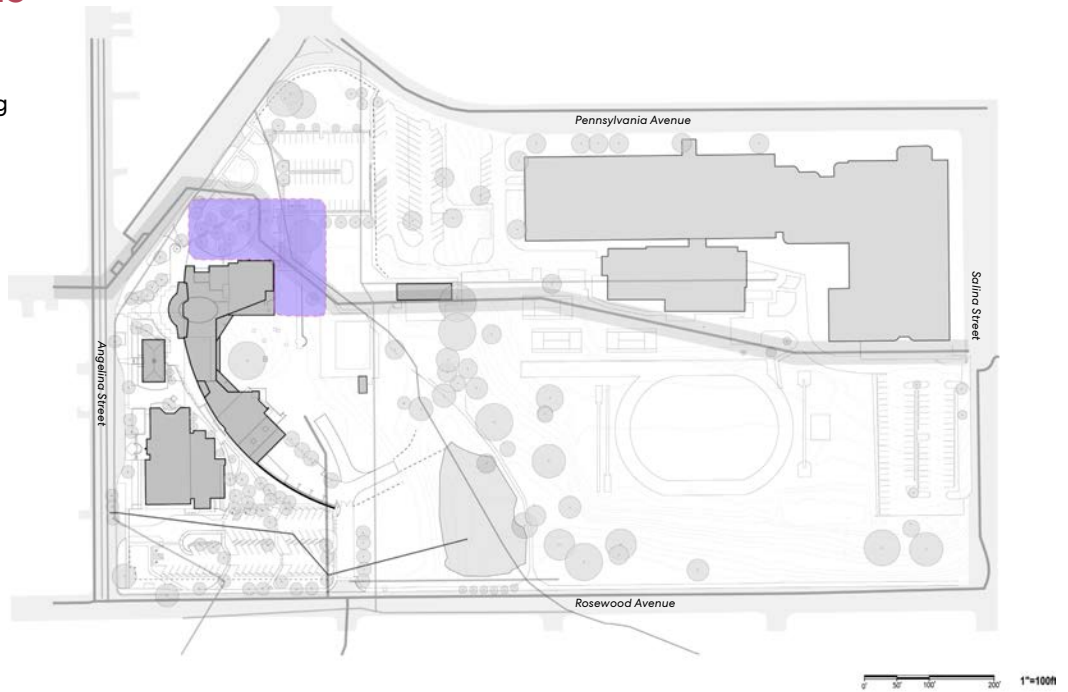 g
Pennsylvania Avenue
Salina Street
Angelina Street
Rosewood Avenue
0' 50' 100' 200' 1"=100ft